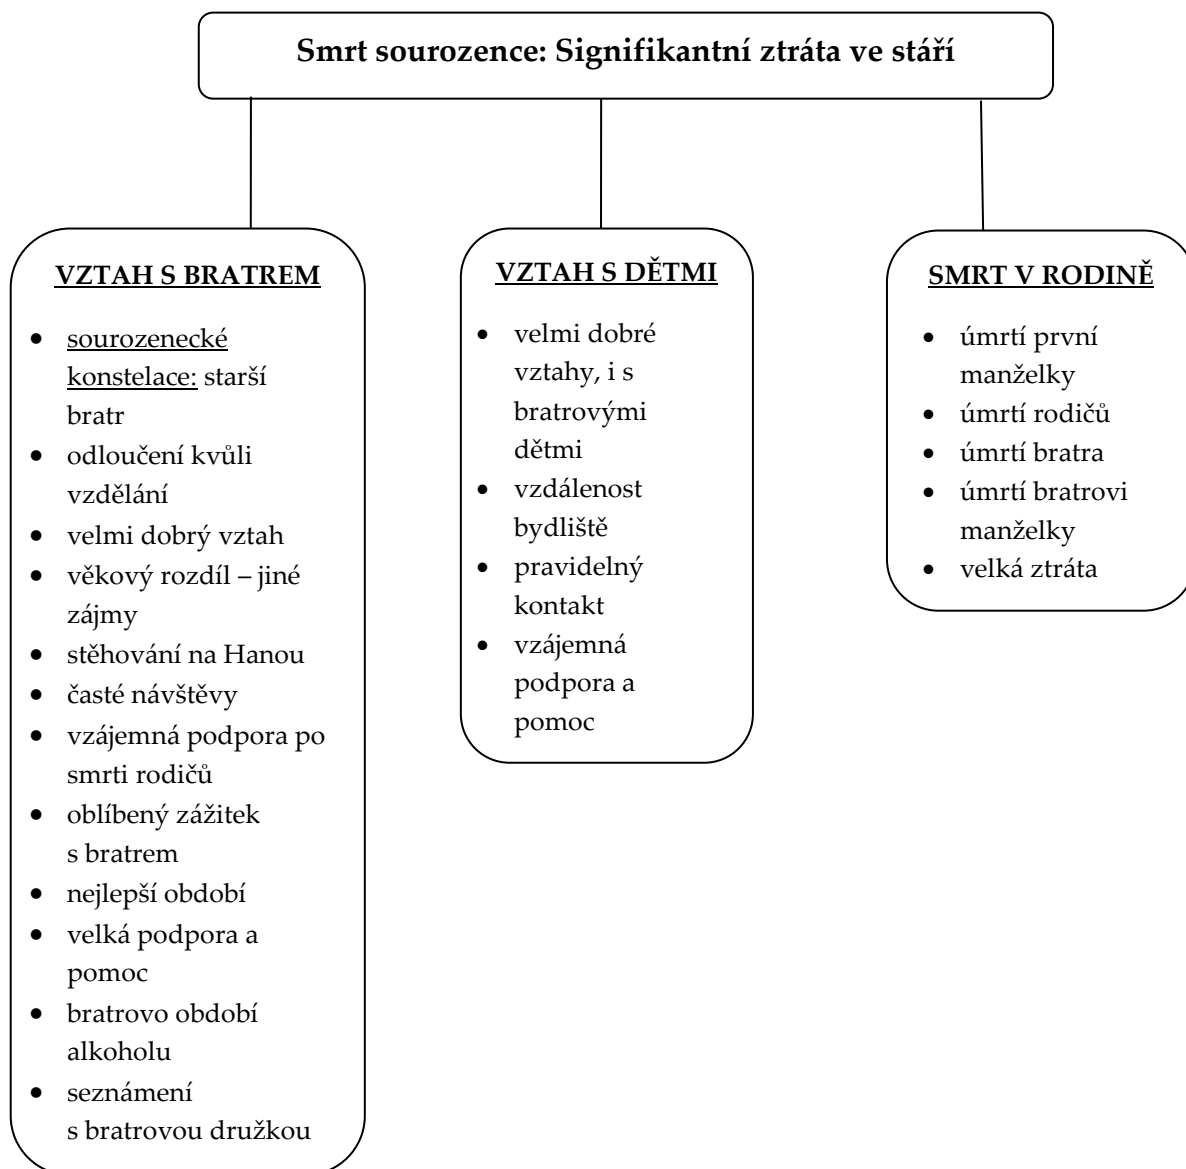 Smrt sourozence: Signifikantní ztráta ve stáří
VZTAH S BRATREM
• sourozenecké
konstelace: starší
bratr
• odloučení kvůli
vzdělání
• velmi dobrý vztah
• věkový rozdíl – jiné
zájmy
• stěhování na Hanou
• časté návštěvy
• vzájemná podpora po
smrti rodičů
• oblíbený zážitek
s bratrem
• nejlepší období
• velká podpora a
pomoc
• bratrovo období
alkoholu
• seznámení
s bratrovou družkou
VZTAH S DĚTMI
• velmi dobré
vztahy, i s
bratrovými
dětmi
• vzdálenost
bydliště
• pravidelný
kontakt
• vzájemná
podpora a
pomoc
SMRT V RODINĚ
• úmrtí první
manželky
• úmrtí rodičů
• úmrtí bratra
• úmrtí bratrovi
manželky
• velká ztráta